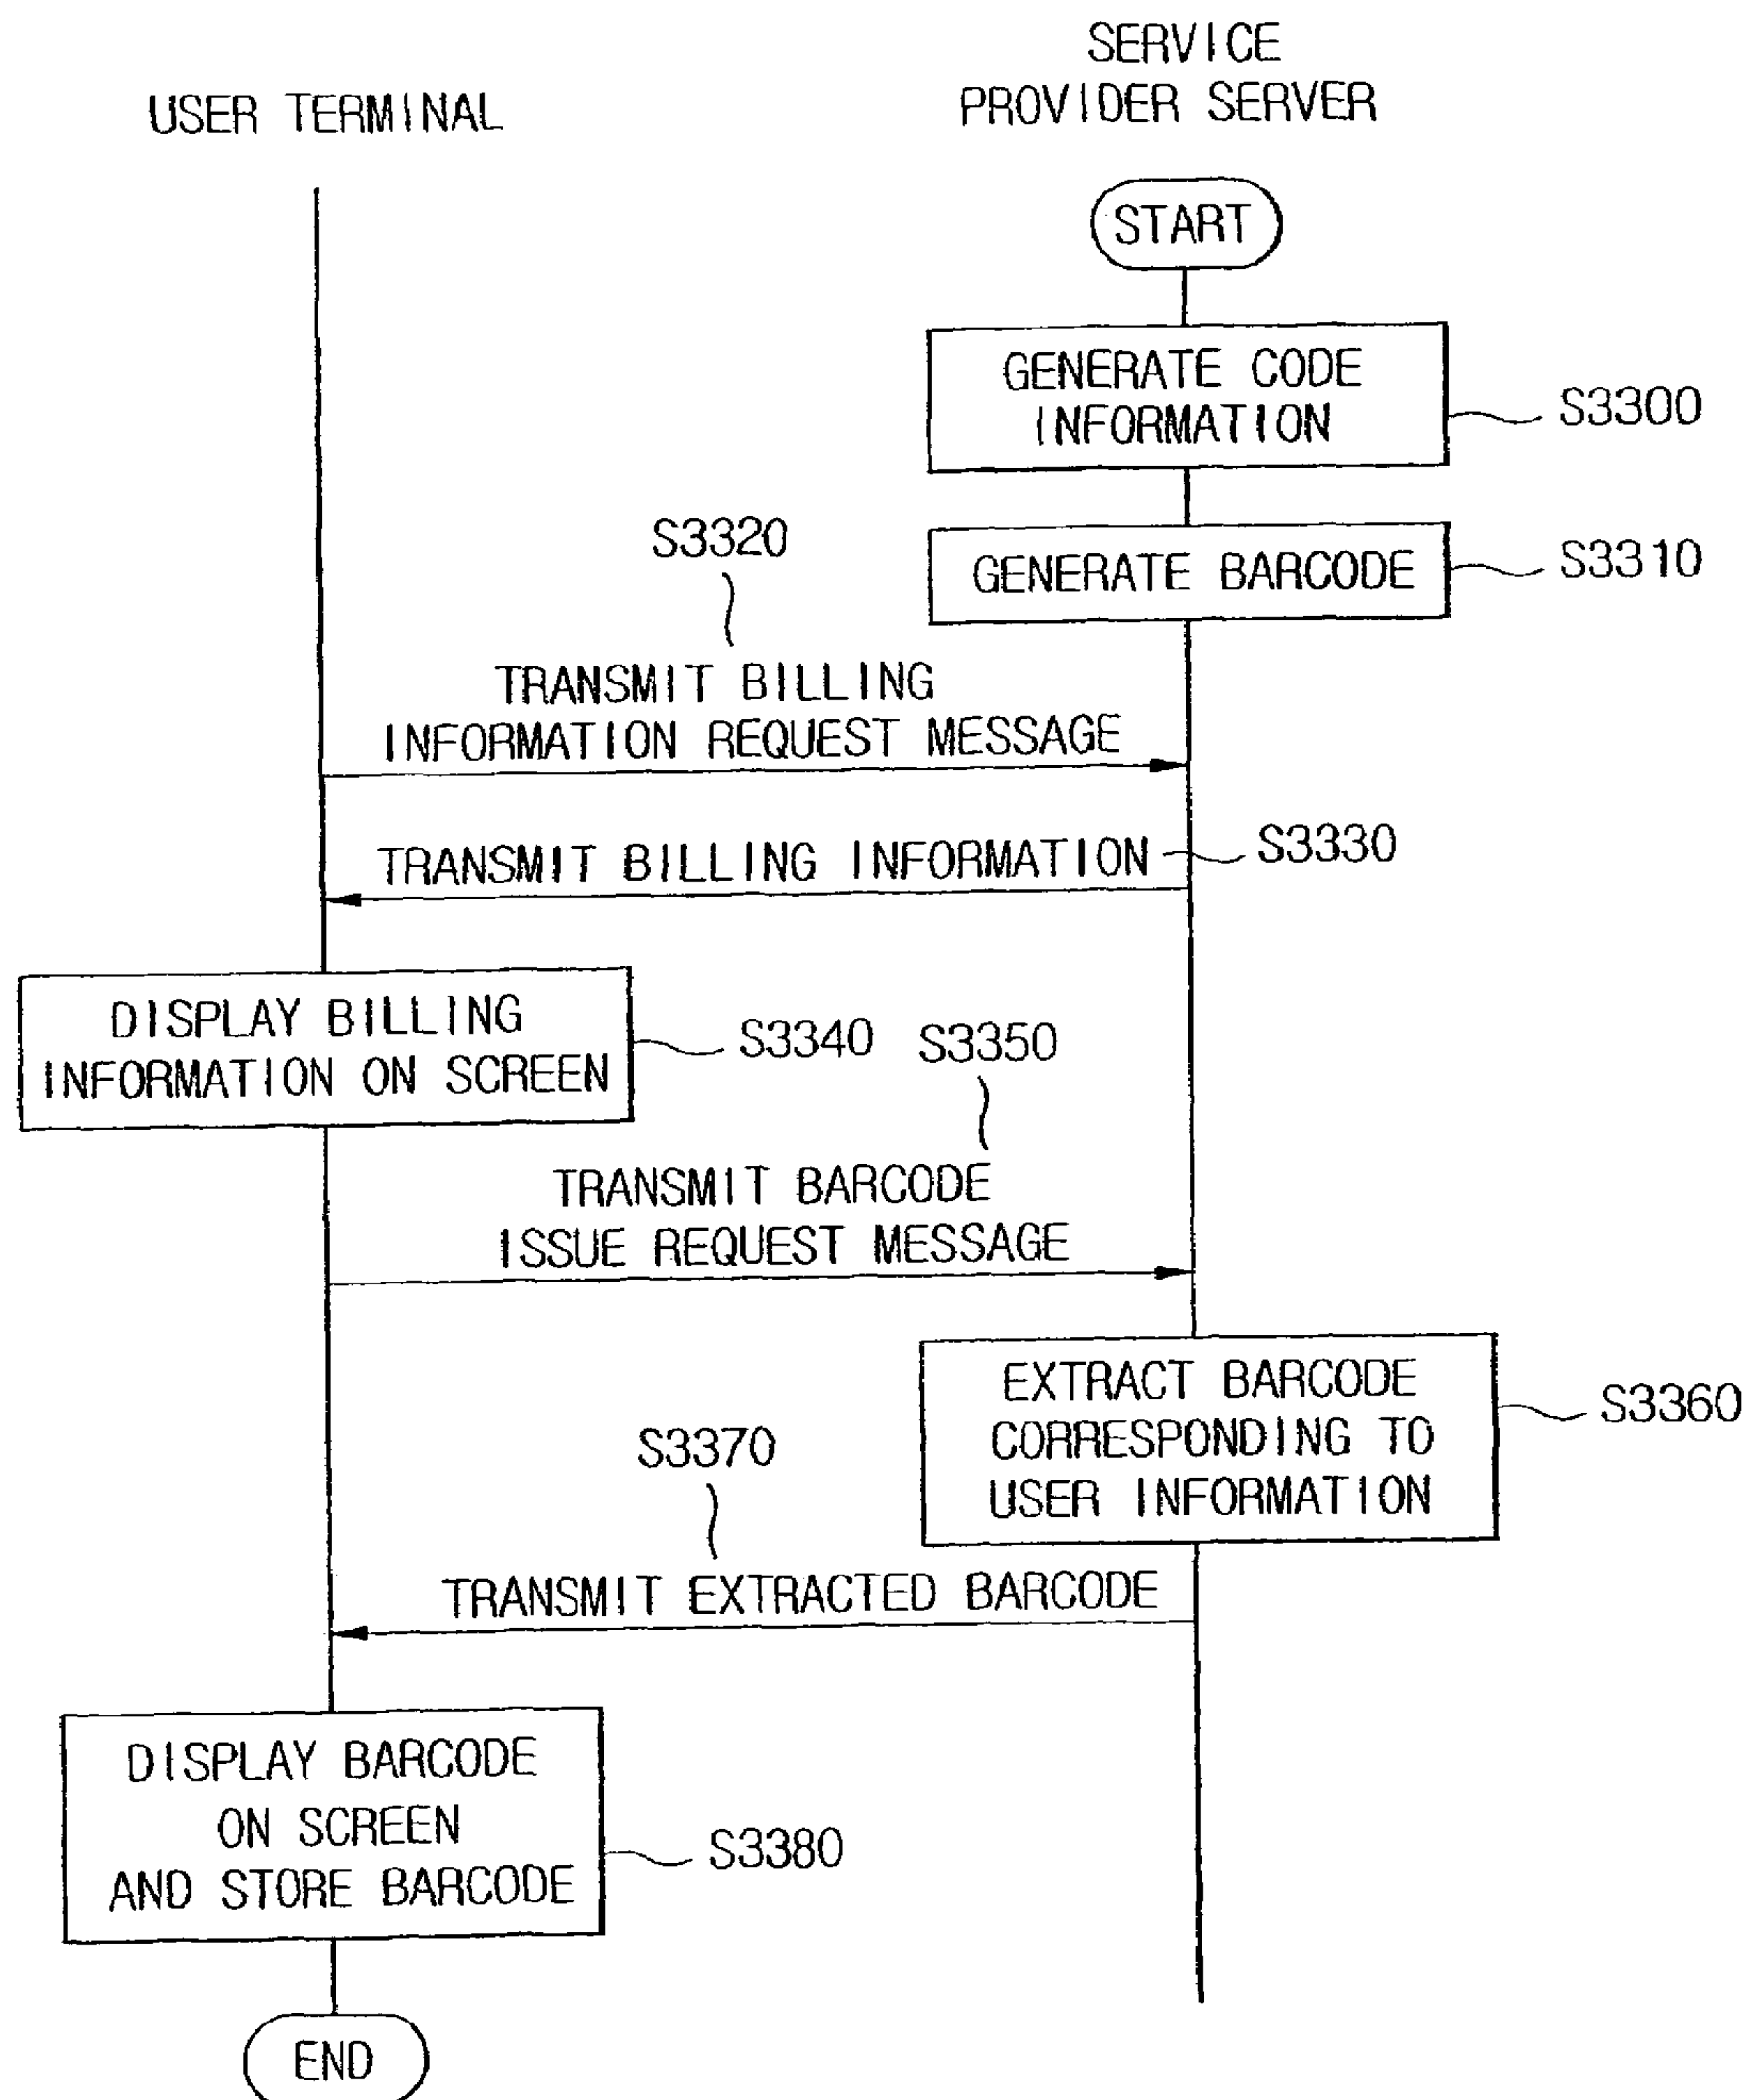 SERVICE
PROVIDER SERVER
USER TERMINAL
START
GENERATE CODE
INFORMATION
S3300
S3320
GENERATE BARCODE
S3310
TRANSMIT BILLING
INFORMATION REQUEST MESSAGE
TRANSMIT BILLING INFORMATION
S3330
DISPLAY BILLING
INFORMATION ON SCREEN
S3340
S3350
TRANSMIT BARCODE
ISSUE REQUEST MESSAGE
EXTRACT BARCODE
CORRESPONDING TO
USER INFORMATION
S3360
S3370
TRANSMIT EXTRACTED BARCODE
DISPLAY BARCODE
ON SCREEN
AND STORE BARCODE
S3380
END